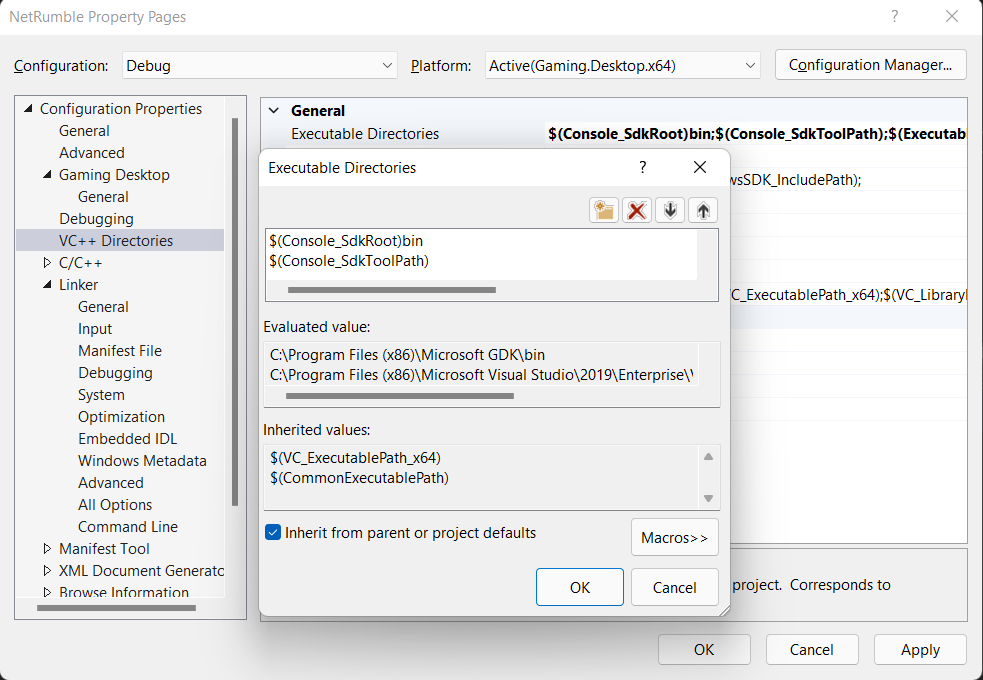 NetRumble Property Pages
Configuration: Debug Platform: Active(Gaming.Desktop.x64) Configuration Manager...
Configuration Properties
General
Advanced
Gaming Desktop
General
Debugging
VC++ Directories
C/C++
Linker
General
Input
Manifest File
Debugging
System
Optimization
Embedded IDL
Windows Metadata
Advanced
All Options
Command Line
Manifest Tool
XML Document Generato
Browse Information
General
Executable Directories $(Console_SdkRoot)bin;$(Console_SdkToolPath);$(Executab
wsSDK_IncludePath);
C_ExecutablePath_x64);$(VC_Library
project. Corresponds to
Executable Directories
$(Console_SdkRoot)bin
$(Console_SdkToolPath)
Evaluated value:
C:\Program Files (x86)\Microsoft GDK\bin
C:\Program Files (x86)\Microsoft Visual Studio\2019\Enterprise\
Inherited values:
$(VC_ExecutablePath_x64)
$(CommonExecutablePath)
Inherit from parent or project defaults
Macros>>
OK Cancel
OK Cancel Apply